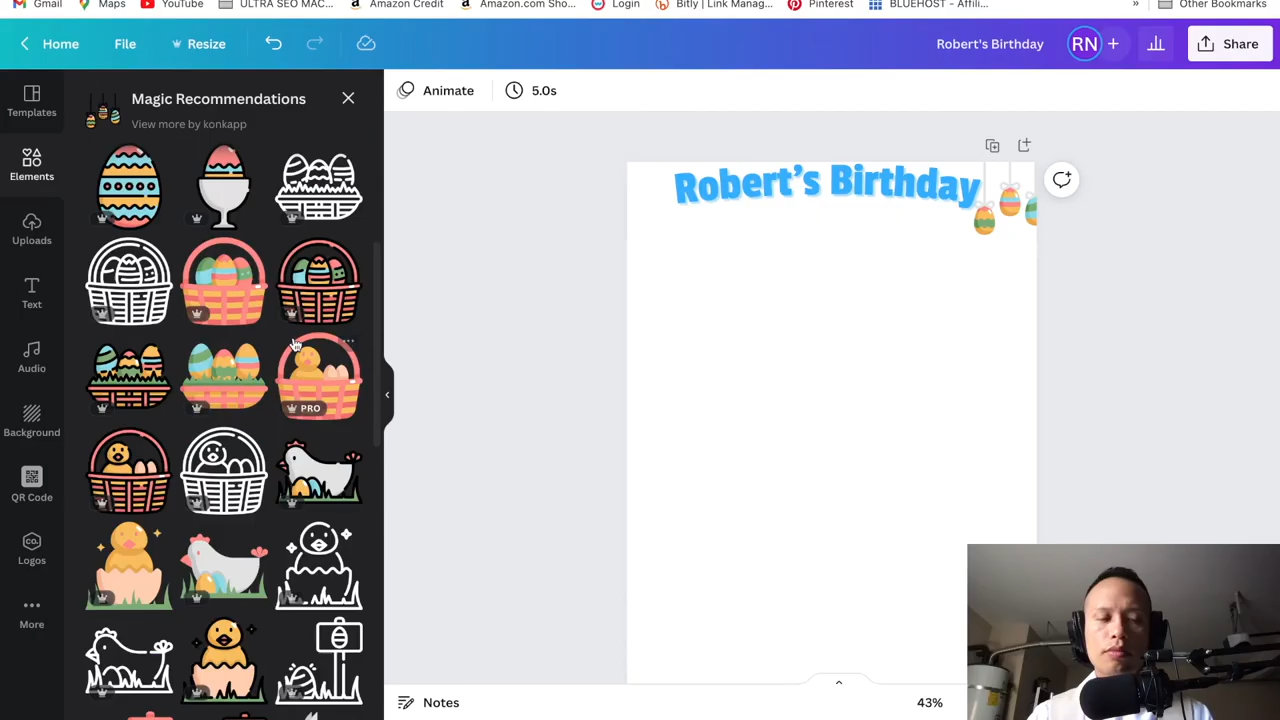 Gmail
Maps
YouTube
ULTRA SEO MAC...
Amazon Credit
Amazon.com Sho...
Login
Bitly | Link Manag...
Pinterest
BLUEHOST - Affili...
»
Other Bookmarks
Home
File
Resize
Robert's Birthday
RN
+
Share
Templates
Elements
Uploads
Text
Audio
Background
QR Code
CO.
Logos
More
Magic Recommendations
View more by konkapp
PRO
Animate
5.0s
Robert's Birthday
Notes
43%